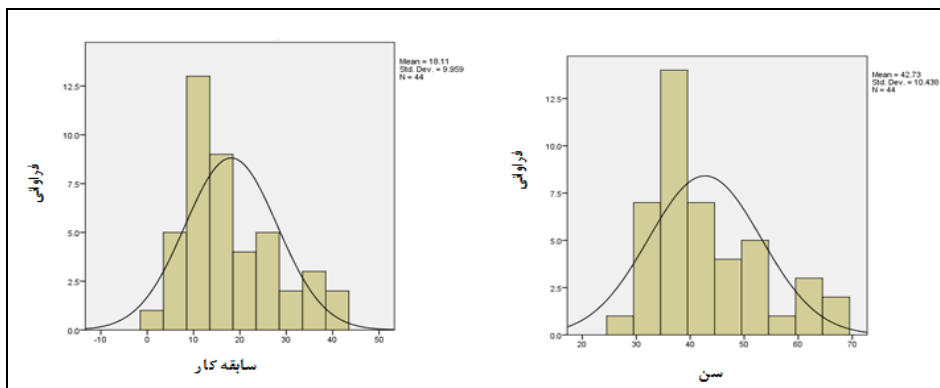 Mean = 18.11
Std. Dev. = 9.959
N = 44
فراوانی
12.5
10.0
7.5
5.0
2.5
0.0
-10 0 10 20 30 40 50
سابقه کار
Mean = 42.73
Std. Dev. = 10.438
N = 44
فراوانی
12.5
10.0
7.5
5.0
2.5
0.0
20 30 40 50 60 70
سن